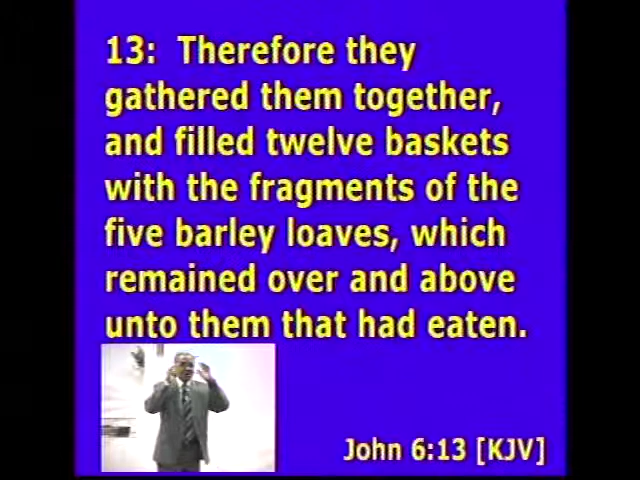 13:  Therefore they
gathered them together,
and filled twelve baskets
with the fragments of the
five barley loaves, which
remained over and above
unto them that had eaten.
John 6:13 [KJV]